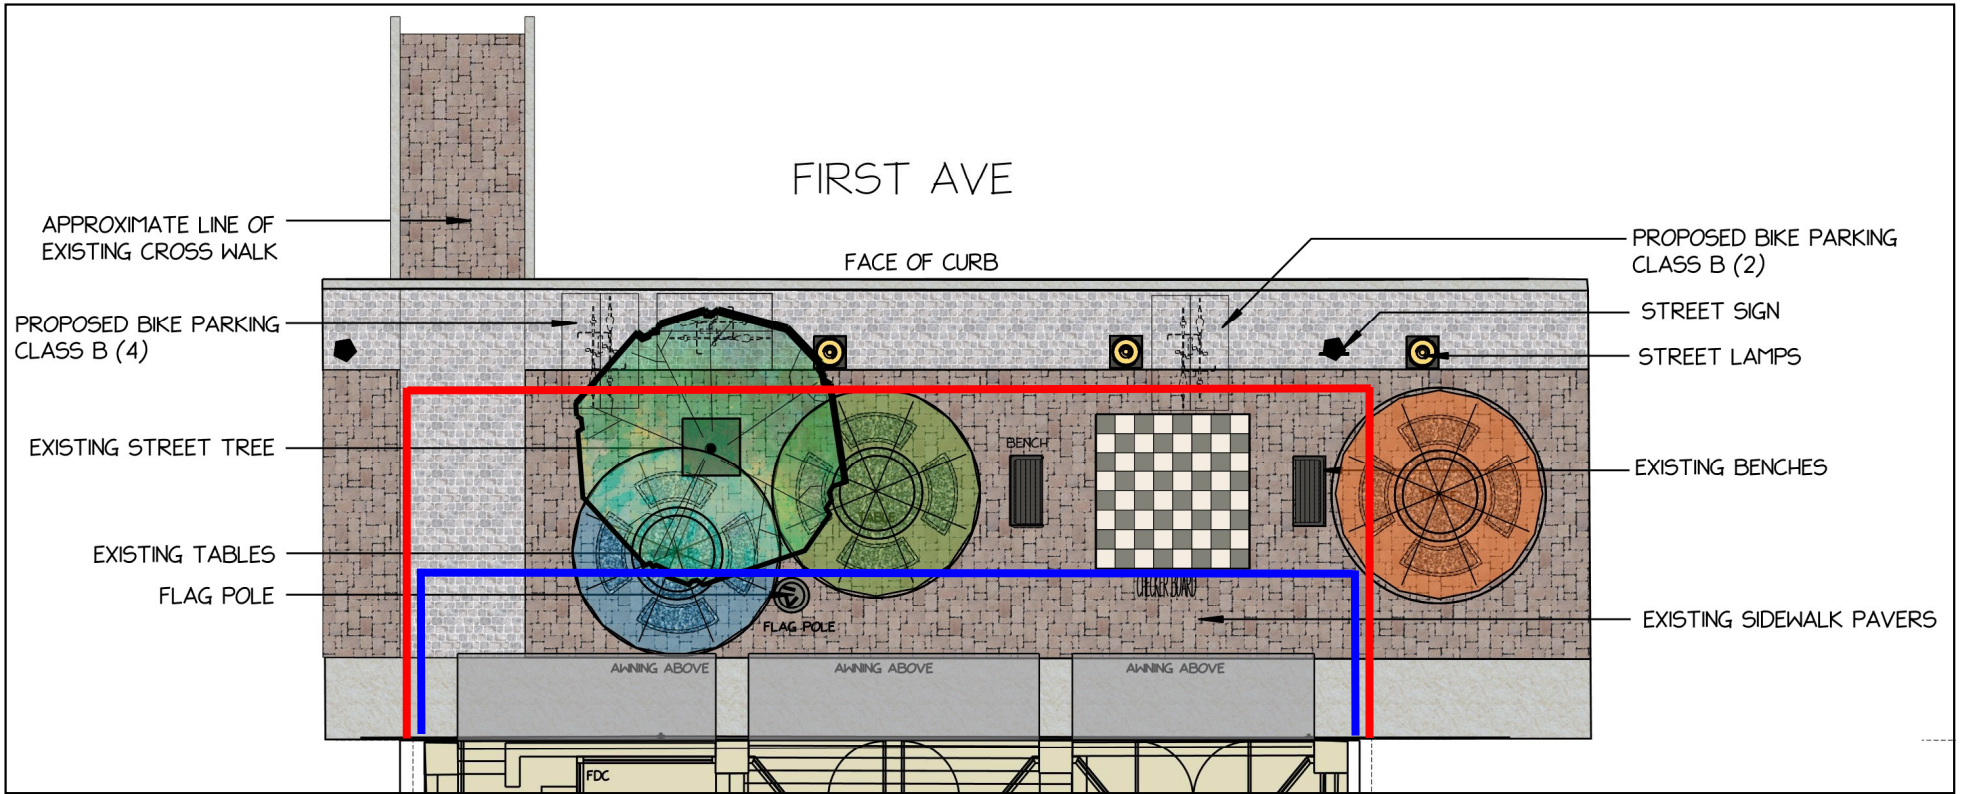 FIRST AVE
APPROXIMATE LINE OF
EXISTING CROSS WALK
FACE OF CURB
PROPOSED BIKE PARKING
CLASS B (2)
PROPOSED BIKE PARKING
CLASS B (4)
STREET SIGN
STREET LAMPS
EXISTING STREET TREE
BENCH
EXISTING BENCHES
EXISTING TABLES
FLAG POLE
CHECKER BOARD
FLAG POLE
EXISTING SIDEWALK PAVERS
AWNING ABOVE
AWNING ABOVE
AWNING ABOVE
FDC